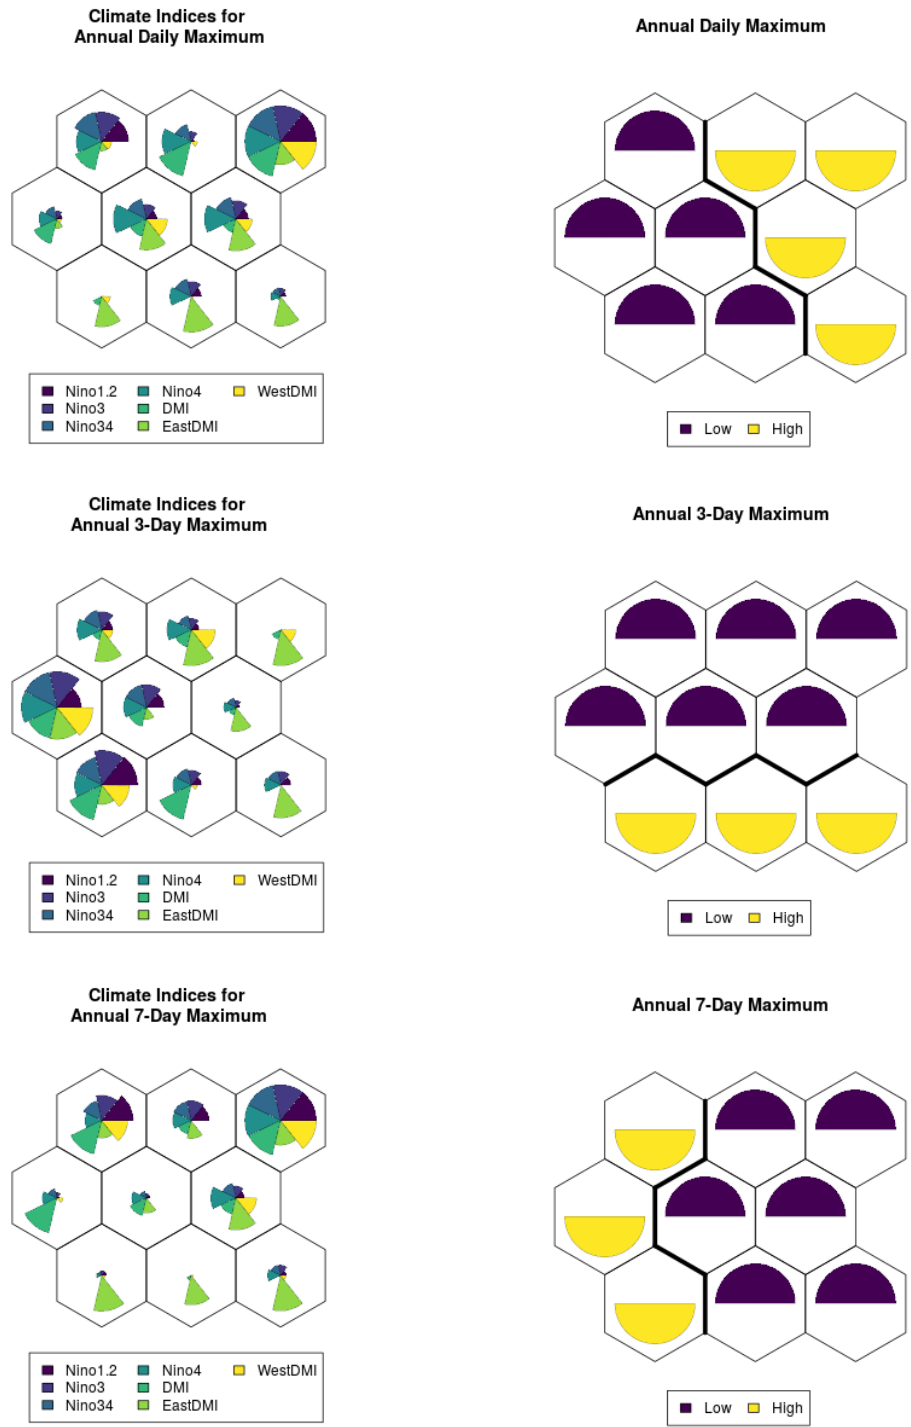 Climate Indices for
Annual Daily Maximum
Annual Daily Maximum
Nino1.2 Nino4 WestDMI
Nino3 DMI
Nino34 EastDMI
Low High
Climate Indices for
Annual 3-Day Maximum
Annual 3-Day Maximum
Nino1.2 Nino4 WestDMI
Nino3 DMI
Nino34 EastDMI
Low High
Climate Indices for
Annual 7-Day Maximum
Annual 7-Day Maximum
Nino1.2 Nino4 WestDMI
Nino3 DMI
Nino34 EastDMI
Low High